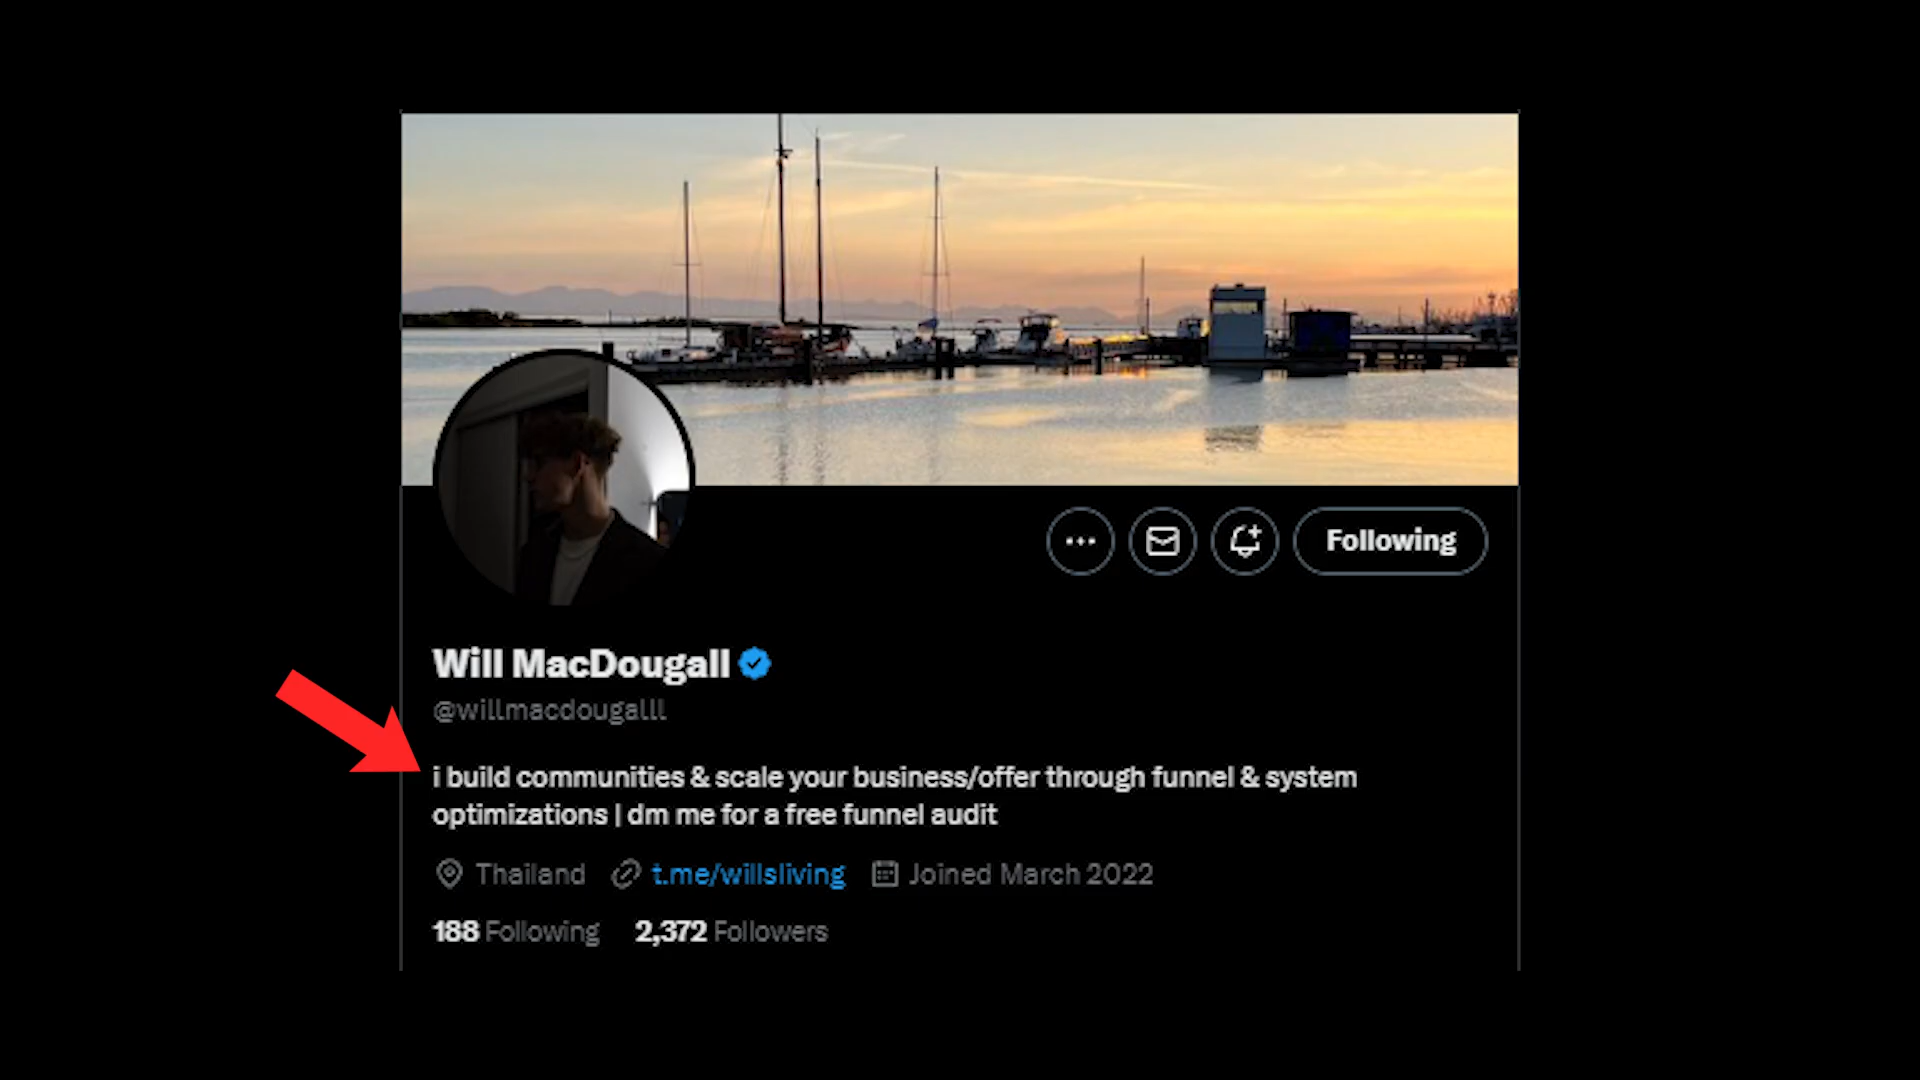 Following
Will MacDougall
@willmacdougalll
i build communities & scale your business/offer through funnel & system
optimizations | dm me for a free funnel audit
Thailand t.me/willsliving Joined March 2022
188 Following 2,372 Followers